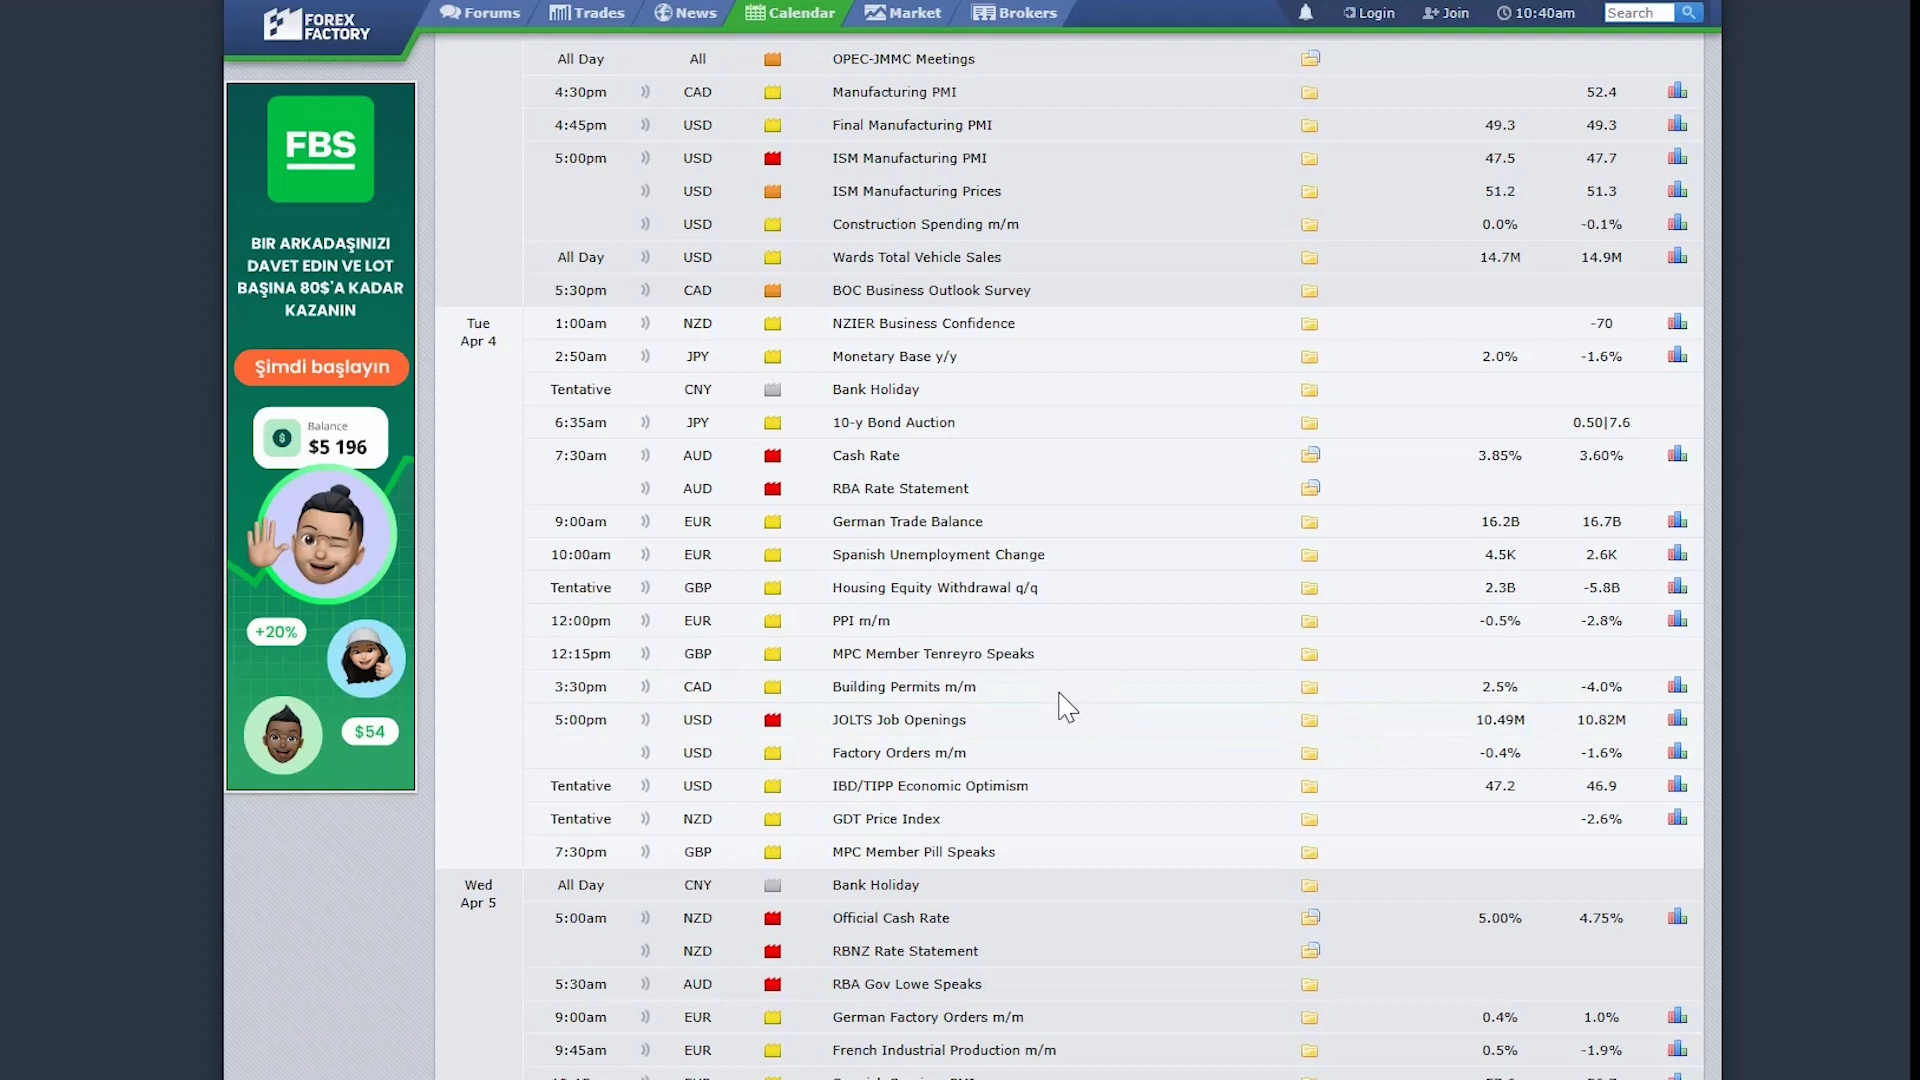 FOREX
FACTORY
Forums Trades News Calendar Market Brokers Login Join 10:40am Search
FBS
BIR ARKADAŞINIZI
DAVET EDIN VE LOT
BAŞINA 80$'A KADAR
KAZANIN
Şimdi başlayın
Balance
$5 196
+20%
$54
All Day All OPEC-JMMC Meetings
4:30pm CAD Manufacturing PMI 52.4
4:45pm USD Final Manufacturing PMI 49.3 49.3
5:00pm USD ISM Manufacturing PMI 47.5 47.7
USD ISM Manufacturing Prices 51.2 51.3
USD Construction Spending m/m 0.0% -0.1%
All Day USD Wards Total Vehicle Sales 14.7M 14.9M
5:30pm CAD BOC Business Outlook Survey
Tue
Apr 4
1:00am NZD NZIER Business Confidence -70
2:50am JPY Monetary Base y/y 2.0% -1.6%
Tentative CNY Bank Holiday
6:35am JPY 10-y Bond Auction 0.50|7.6
7:30am AUD Cash Rate 3.85% 3.60%
AUD RBA Rate Statement
9:00am EUR German Trade Balance 16.2B 16.7B
10:00am EUR Spanish Unemployment Change 4.5K 2.6K
Tentative GBP Housing Equity Withdrawal q/q 2.3B -5.8B
12:00pm EUR PPI m/m -0.5% -2.8%
12:15pm GBP MPC Member Tenreyro Speaks
3:30pm CAD Building Permits m/m 2.5% -4.0%
5:00pm USD JOLTS Job Openings 10.49M 10.82M
USD Factory Orders m/m -0.4% -1.6%
Tentative USD IBD/TIPP Economic Optimism 47.2 46.9
Tentative NZD GDT Price Index -2.6%
7:30pm GBP MPC Member Pill Speaks
Wed
Apr 5
All Day CNY Bank Holiday
5:00am NZD Official Cash Rate 5.00% 4.75%
NZD RBNZ Rate Statement
5:30am AUD RBA Gov Lowe Speaks
9:00am EUR German Factory Orders m/m 0.4% 1.0%
9:45am EUR French Industrial Production m/m 0.5% -1.9%